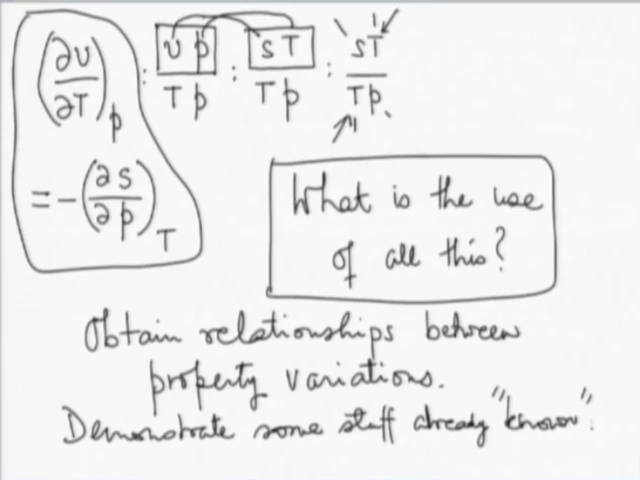 (∂v/∂T)p : v p / T p : s T / T p : s T / T p
= −(∂s/∂p)T
What is the use
of all this?
Obtain relationships between
property variations.
Demonstrate some stuff already "known".